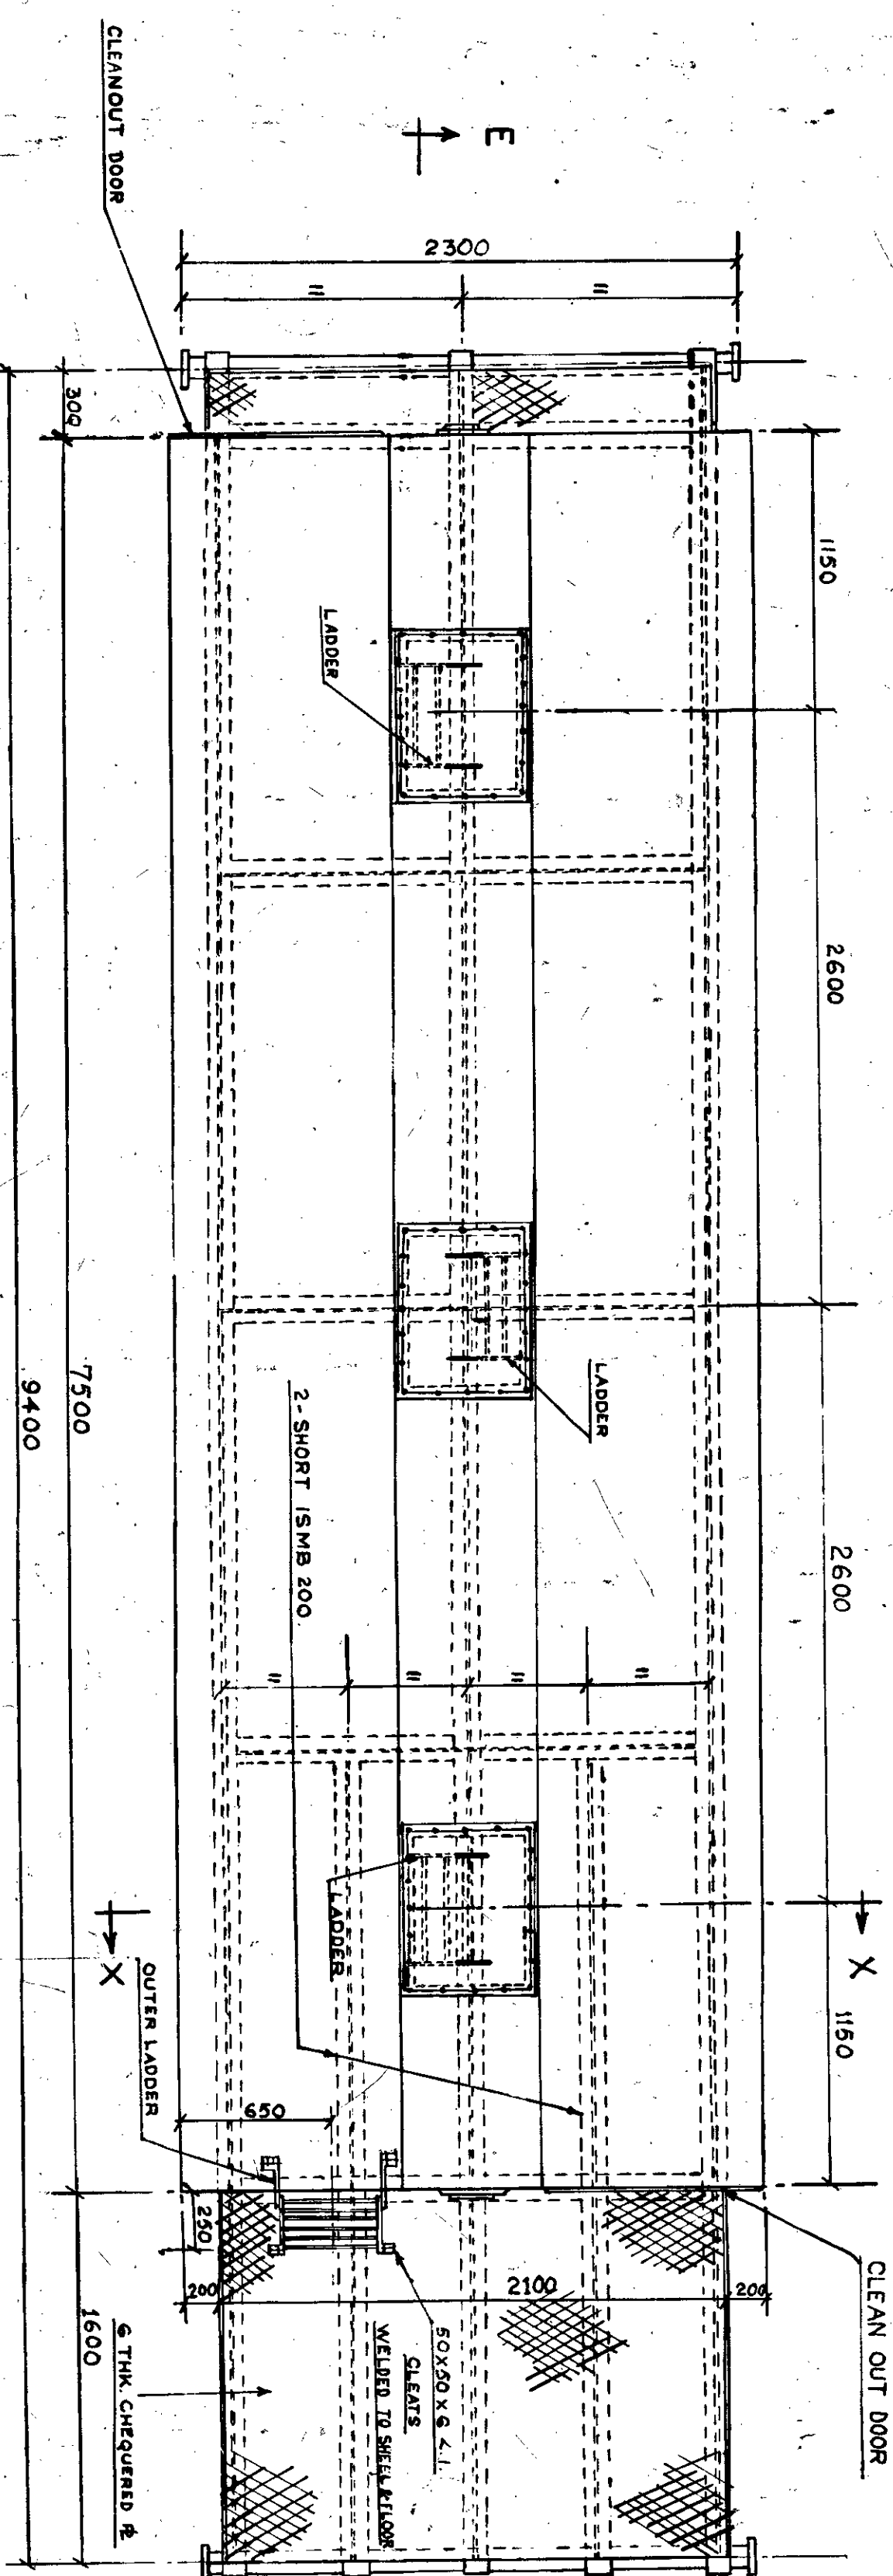 CLEANOUT DOOR
E
2300
=
=
300
1150
LADDER
2600
LADDER
7500
9400
2-SHORT ISMB 200.
2600
=
=
=
=
LADDER
X
X
OUTER LADDER
1150
650
250
200
2100
200
CLEAN OUT DOOR
1600
50X50X6 <.I.
CLEATS
WELDED TO SHEEL & FLOOR
6 THK. CHEQUERED PL